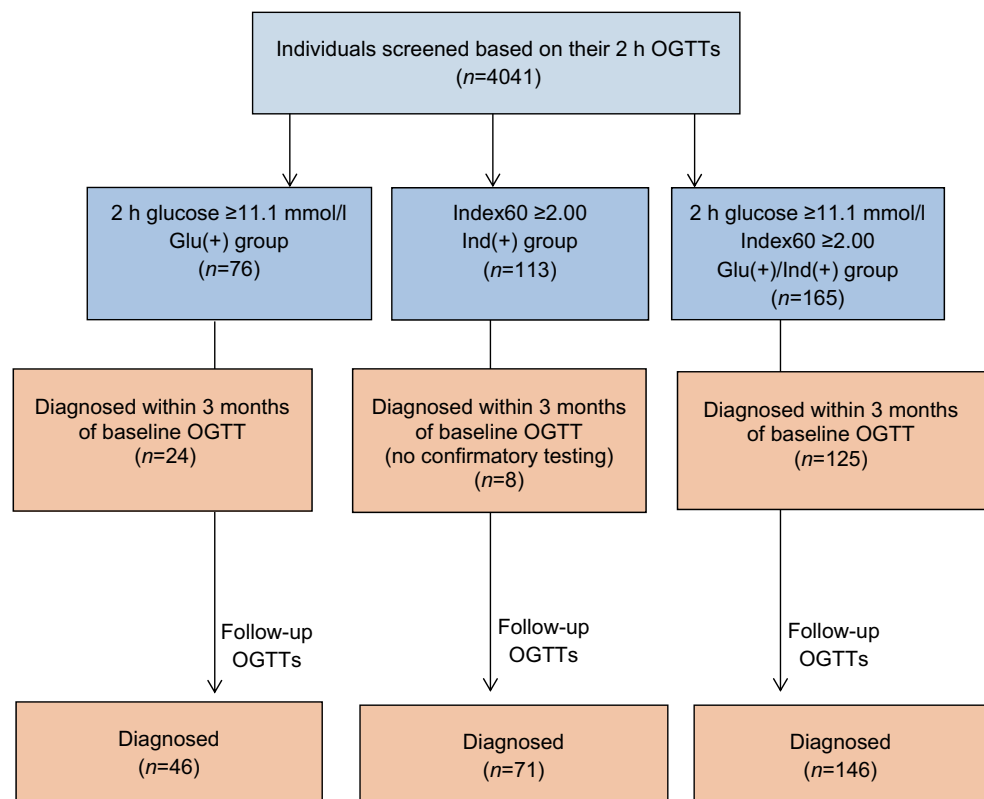 Individuals screened based on their 2 h OGTTs
(n=4041)
2 h glucose ≥11.1 mmol/l
Glu(+) group
(n=76)
Index60 ≥2.00
Ind(+) group
(n=113)
2 h glucose ≥11.1 mmol/l
Index60 ≥2.00
Glu(+)/Ind(+) group
(n=165)
Diagnosed within 3 months
of baseline OGTT
(n=24)
Diagnosed within 3 months
of baseline OGTT
(no confirmatory testing)
(n=8)
Diagnosed within 3 months
of baseline OGTT
(n=125)
Follow-up
OGTTs
Follow-up
OGTTs
Follow-up
OGTTs
Diagnosed
(n=46)
Diagnosed
(n=71)
Diagnosed
(n=146)